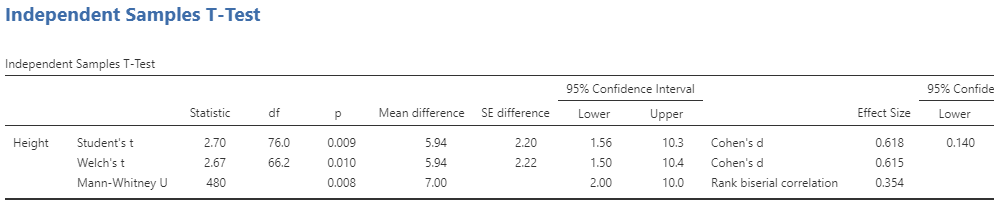 Independent Samples T-Test
Independent Samples T-Test
95% Confidence Interval 95% Confide
Statistic df p Mean difference SE difference Lower Upper Effect Size Lower
Height Student's t 2.70 76.0 0.009 5.94 2.20 1.56 10.3 Cohen's d 0.618 0.140
Welch's t 2.67 66.2 0.010 5.94 2.22 1.50 10.4 Cohen's d 0.615
Mann-Whitney U 480 0.008 7.00 2.00 10.0 Rank biserial correlation 0.354